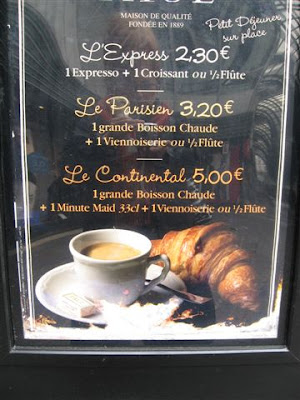 MAISON DE QUALITÉ
FONDÉE EN 1889
Petit Déjeuner
sur place
L'Express 2,30€
1 Expresso + 1 Croissant ou ½ Flûte
Le Parisien 3,20€
1 grande Boisson Chaude
+ 1 Viennoiserie ou ½ Flûte
Le Continental 5,00€
1 grande Boisson Chaude
+ 1 Minute Maid 33cl + 1 Viennoiserie ou ½ Flûte